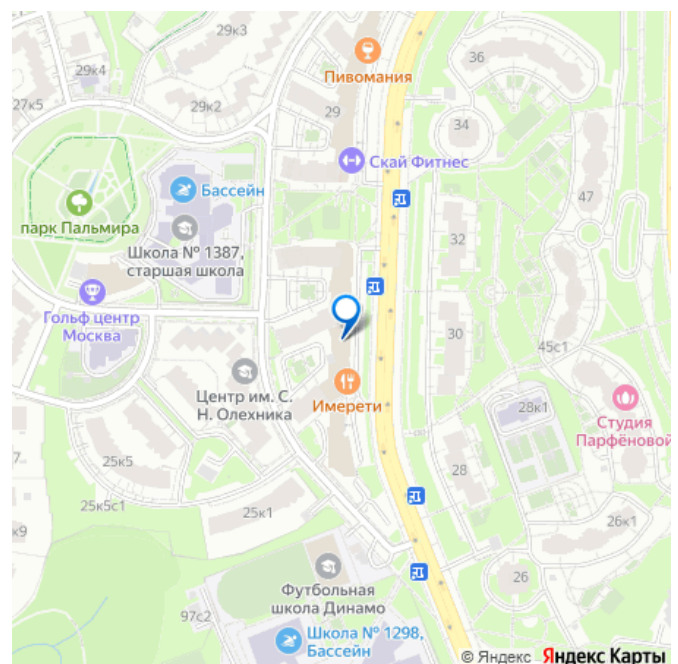 29к3
Пивомания
36
29к4
27к5
29к2
29
34
Скай Фитнес
Бассейн
47
парк Пальмира
Школа № 1387,
старшая школа
32
Гольф центр
Москва
30
45с1
Центр им. С.
Н. Олехника
Имерети
28к1
Студия
Парфёновой
7
25к5
28
25к5с1
25к1
26к1
к9
Футбольная
школа Динамо
26
97с2
Школа № 1298,
Бассейн
© Яндекс Яндекс Карты